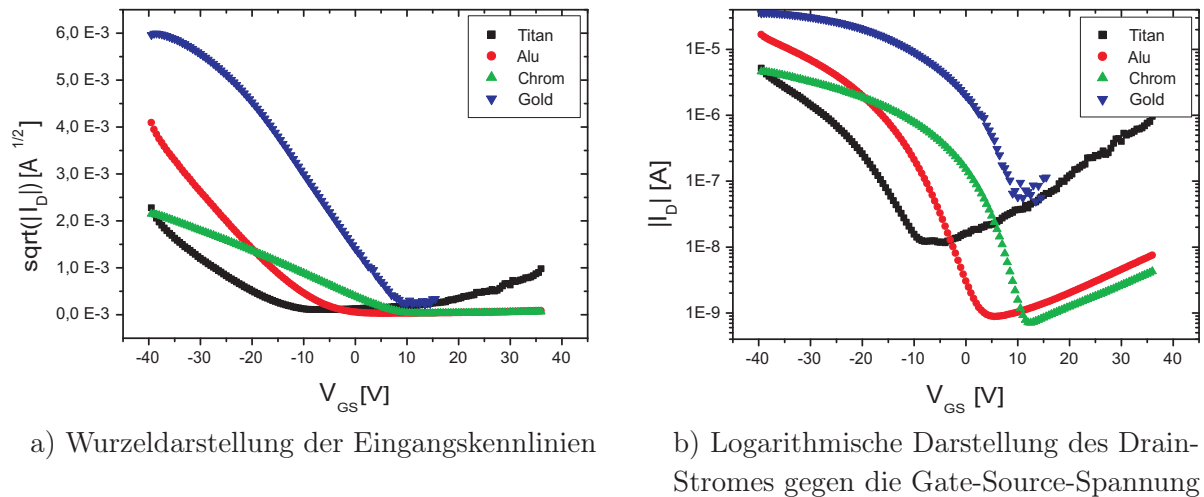 6,0 E-3
5,0 E-3
4,0 E-3
3,0 E-3
2,0 E-3
1,0 E-3
0,0 E-3
sqrt(|I_D|) [A^1/2]
-40 -30 -20 -10 0 10 20 30 40
V_GS[V]
Titan
Alu
Chrom
Gold
a) Wurzeldarstellung der Eingangskennlinien
1E-5
1E-6
1E-7
1E-8
1E-9
||I_D| [A]
-40 -30 -20 -10 0 10 20 30 40
V_GS [V]
Titan
Alu
Chrom
Gold
b) Logarithmische Darstellung des Drain-
Stromes gegen die Gate-Source-Spannung